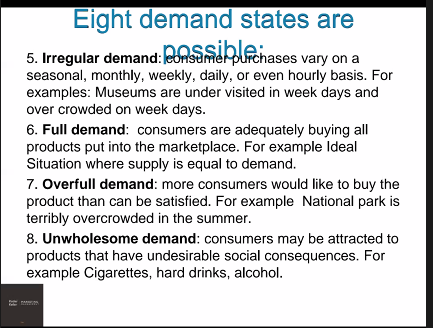 Eight demand states are
possible:
5. Irregular demand: consumer purchases vary on a
seasonal, monthly, weekly, daily, or even hourly basis. For
examples: Museums are under visited in week days and
over crowded on week days.
6. Full demand:  consumers are adequately buying all
products put into the marketplace. For example Ideal
Situation where supply is equal to demand.
7. Overfull demand: more consumers would like to buy the
product than can be satisfied. For example  National park is
terribly overcrowded in the summer.
8. Unwholesome demand: consumers may be attracted to
products that have undesirable social consequences. For
example Cigarettes, hard drinks, alcohol.